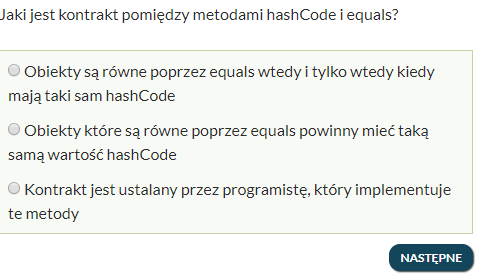 Jaki jest kontrakt pomiędzy metodami hashCode i equals?
Obiekty są równe poprzez equals wtedy i tylko wtedy kiedy
mają taki sam hashCode
Obiekty które są równe poprzez equals powinny mieć taką
samą wartość hashCode
Kontrakt jest ustalany przez programistę, który implementuje
te metody
NASTĘPNE